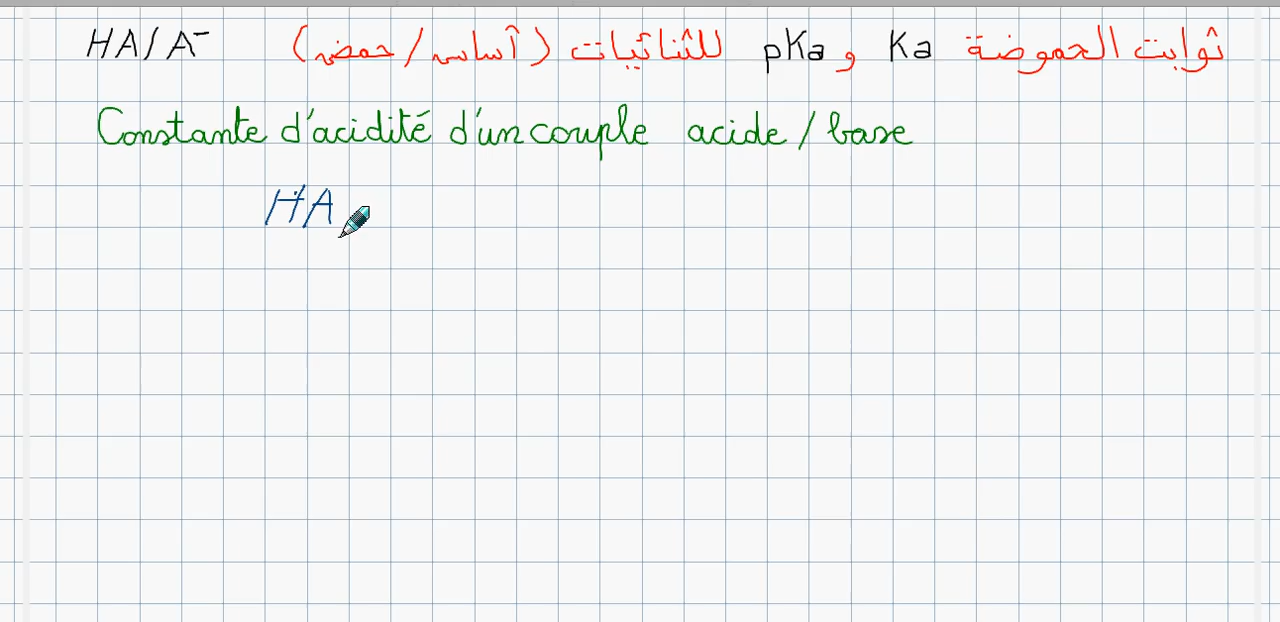 ثوابت الحموضة Ka و pKa للثنائيات (أساس/حمض) HA/A⁻
Constante d'acidité d'un couple acide / base
HA